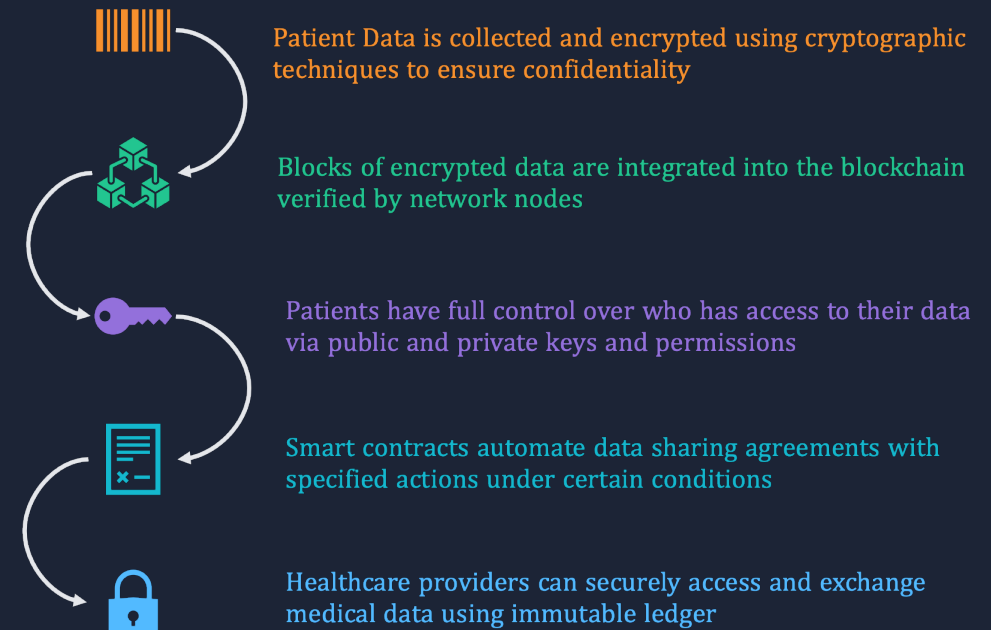 Patient Data is collected and encrypted using cryptographic
techniques to ensure confidentiality
Blocks of encrypted data are integrated into the blockchain
verified by network nodes
Patients have full control over who has access to their data
via public and private keys and permissions
Smart contracts automate data sharing agreements with
specified actions under certain conditions
Healthcare providers can securely access and exchange
medical data using immutable ledger